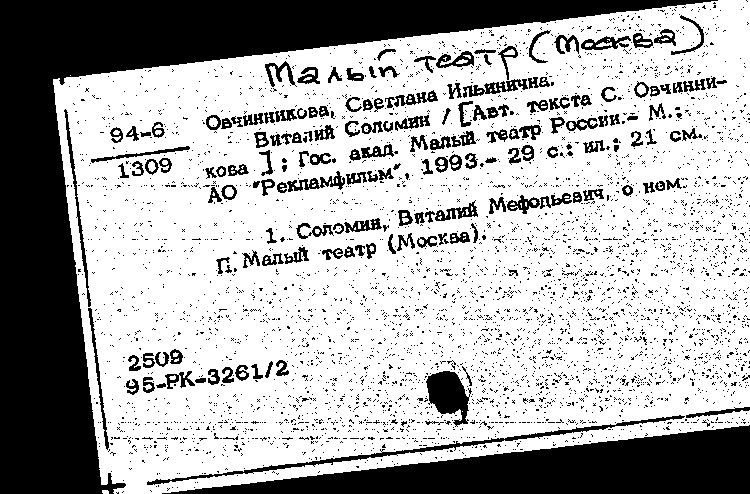 Малый театр (Москва).
94-6
1309
Овчинникова, Светлана Ильинична.
Виталий Соломин / [Авт. текста С. Овчинни-
кова ] ; Гос. акад. Малый театр России.- М.:
АО "Рекламфильм", 1993.- 29 с.: ил.; 21 см.
1. Соломин, Виталий Мефодьевич, о нем.
П. Малый театр (Москва).
2509
95-РК-3261/2